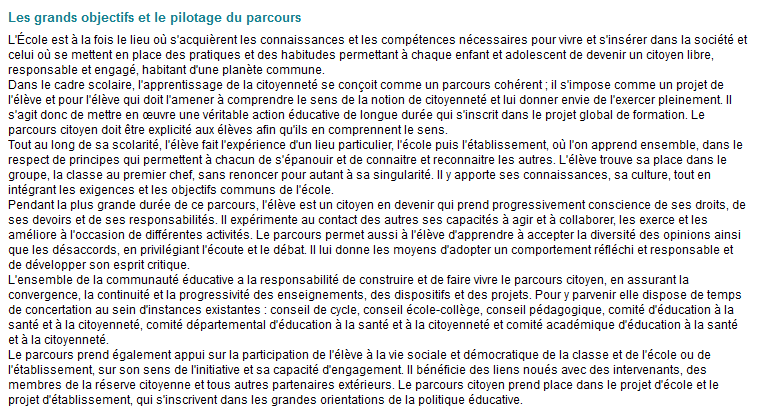 Les grands objectifs et le pilotage du parcours
L'École est à la fois le lieu où s'acquièrent les connaissances et les compétences nécessaires pour vivre et s'insérer dans la société et
celui où se mettent en place des pratiques et des habitudes permettant à chaque enfant et adolescent de devenir un citoyen libre,
responsable et engagé, habitant d'une planète commune.
Dans le cadre scolaire, l'apprentissage de la citoyenneté se conçoit comme un parcours cohérent ; il s'impose comme un projet de
l'élève et pour l'élève qui doit l'amener à comprendre le sens de la notion de citoyenneté et lui donner envie de l'exercer pleinement. Il
s'agit donc de mettre en œuvre une véritable action éducative de longue durée qui s'inscrit dans le projet global de formation. Le
parcours citoyen doit être explicité aux élèves afin qu'ils en comprennent le sens.
Tout au long de sa scolarité, l'élève fait l'expérience d'un lieu particulier, l'école puis l'établissement, où l'on apprend ensemble, dans le
respect de principes qui permettent à chacun de s'épanouir et de connaitre et reconnaitre les autres. L'élève trouve sa place dans le
groupe, la classe au premier chef, sans renoncer pour autant à sa singularité. Il y apporte ses connaissances, sa culture, tout en
intégrant les exigences et les objectifs communs de l'école.
Pendant la plus grande durée de ce parcours, l'élève est un citoyen en devenir qui prend progressivement conscience de ses droits, de
ses devoirs et de ses responsabilités. Il expérimente au contact des autres ses capacités à agir et à collaborer, les exerce et les
améliore à l'occasion de différentes activités. Le parcours permet aussi à l'élève d'apprendre à accepter la diversité des opinions ainsi
que les désaccords, en privilégiant l'écoute et le débat. Il lui donne les moyens d'adopter un comportement réfléchi et responsable et
de développer son esprit critique.
L'ensemble de la communauté éducative a la responsabilité de construire et de faire vivre le parcours citoyen, en assurant la
convergence, la continuité et la progressivité des enseignements, des dispositifs et des projets. Pour y parvenir elle dispose de temps
de concertation au sein d'instances existantes : conseil de cycle, conseil école-collège, conseil pédagogique, comité d'éducation à la
santé et à la citoyenneté, comité départemental d'éducation à la santé et à la citoyenneté et comité académique d'éducation à la santé
et à la citoyenneté.
Le parcours prend également appui sur la participation de l'élève à la vie sociale et démocratique de la classe et de l'école ou de
l'établissement, sur son sens de l'initiative et sa capacité d'engagement. Il bénéficie des liens noués avec des intervenants, des
membres de la réserve citoyenne et tous autres partenaires extérieurs. Le parcours citoyen prend place dans le projet d'école et le
projet d'établissement, qui s'inscrivent dans les grandes orientations de la politique éducative.